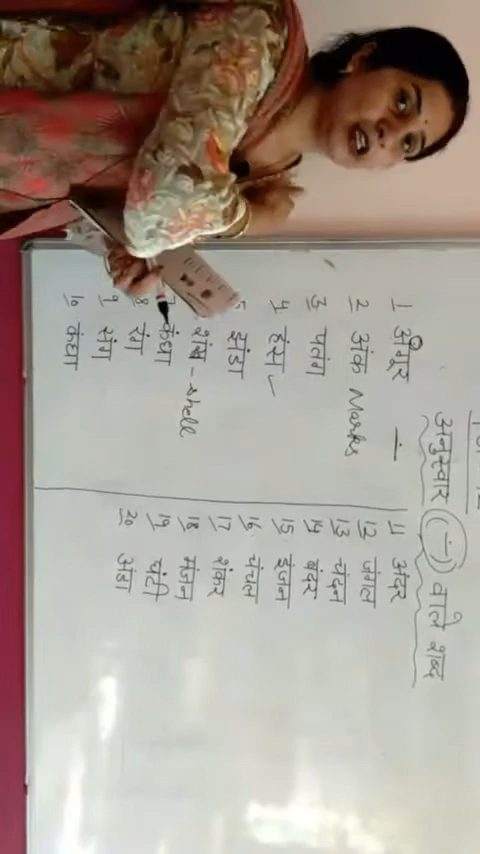 अनुस्वार (ं) वाले शब्द
1 अंगूर
2 अंक Marks
3 पतंग
4 हंस
5 झंडा
शंख - shell
7 कंघा
8 रंग
9 संग
10 कंधा
11 अंदर
12 जंगल
13 चंदन
14 बंदर
15 इंजन
16 चंचल
17 शंकर
18 मंजन
19 घंटी
20 अंडा